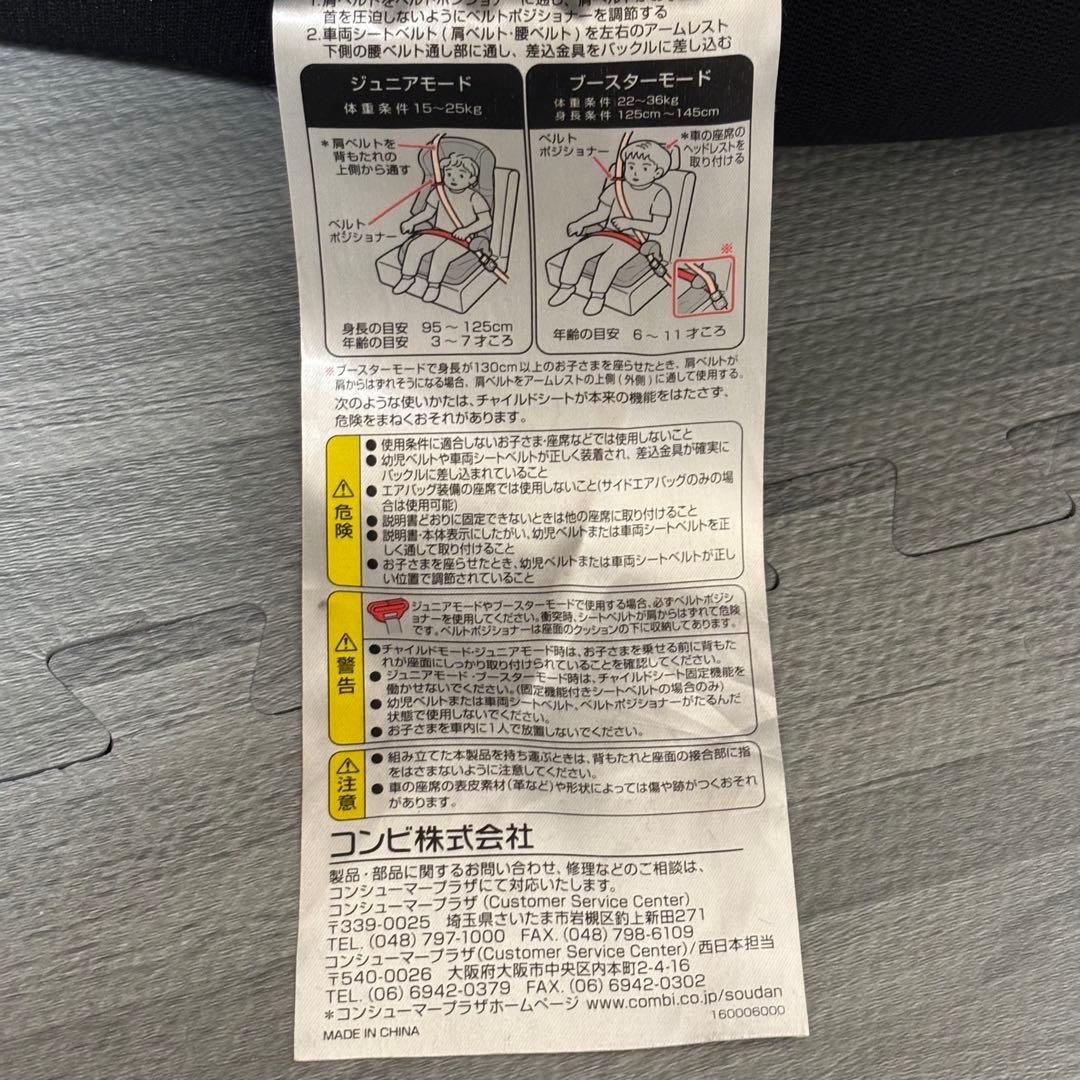 1.肩ベルトをベルトポジショナーに通し、肩ベルトが
首を圧迫しないようにベルトポジショナーを調節する
2.車両シートベルト(肩ベルト・腰ベルト)を左右のアームレスト
下側の腰ベルト通し部に通し、差込金具をバックルに差し込む
ジュニアモード
体重条件 15〜25kg
*肩ベルトを
背もたれの
上側から通す
ベルト
ポジショナー
身長の目安 95〜125cm
年齢の目安 3〜7才ころ
ブースターモード
体重条件 22〜36kg
身長条件 125cm〜145cm
ベルト
ポジショナー
*車の座席の
ヘッドレストを
取り付ける
※
年齢の目安 6〜11才ころ
※ブースターモードで身長が130cm以上のお子さまを座らせたとき、肩ベルトが
肩からはずれそうになる場合、肩ベルトをアームレストの上側(外側)に通して使用する。
次のような使いかたは、チャイルドシートが本来の機能をはたさず、
危険をまねくおそれがあります。
危険
●使用条件に適合しないお子さま・座席などでは使用しないこと
●幼児ベルトや車両シートベルトが正しく装着され、差込金具が確実に
バックルに差し込まれていること
●エアバッグ装備の座席では使用しないこと(サイドエアバッグのみの場
合は使用可能)
●説明書どおりに固定できないときは他の座席に取り付けること
●説明書・本体表示にしたがい、幼児ベルトまたは車両シートベルトを正
しく通して取り付けること
●お子さまを座らせたとき、幼児ベルトまたは車両シートベルトが正し
い位置で調節されていること
警告
ジュニアモードやブースターモードで使用する場合、必ずベルトポジシ
ョナーを使用してください。衝突時、シートベルトが肩からはずれて危険
です。ベルトポジショナーは座面のクッションの下に収納してあります。
●チャイルドモード・ジュニアモード時は、お子さまを乗せる前に背もた
れが座面にしっかり取り付けられていることを確認してください。
●ジュニアモード・ブースターモード時は、チャイルドシート固定機能を
働かせないでください。(固定機能付きシートベルトの場合のみ)
●幼児ベルトまたは車両シートベルト、ベルトポジショナーがたるんだ
状態で使用しないでください。
●お子さまを車内に1人で放置しないでください。
注意
●組み立てた本製品を持ち運ぶときは、背もたれと座面の接合部に指
をはさまないように注意してください。
●車の座席の表皮素材(革など)や形状によっては傷や跡がつくおそれ
があります。
コンビ株式会社
製品・部品に関するお問い合わせ、修理などのご相談は、
コンシューマープラザにて対応いたします。
コンシューマープラザ(Customer Service Center)
〒339-0025 埼玉県さいたま市岩槻区釣上新田271
TEL.(048)797-1000 FAX.(048)798-6109
コンシューマープラザ(Customer Service Center)/西日本担当
〒540-0026 大阪府大阪市中央区内本町2-4-16
TEL.(06)6942-0379 FAX.(06)6942-0302
*コンシューマープラザホームページ www.combi.co.jp/soudan
160006000
MADE IN CHINA